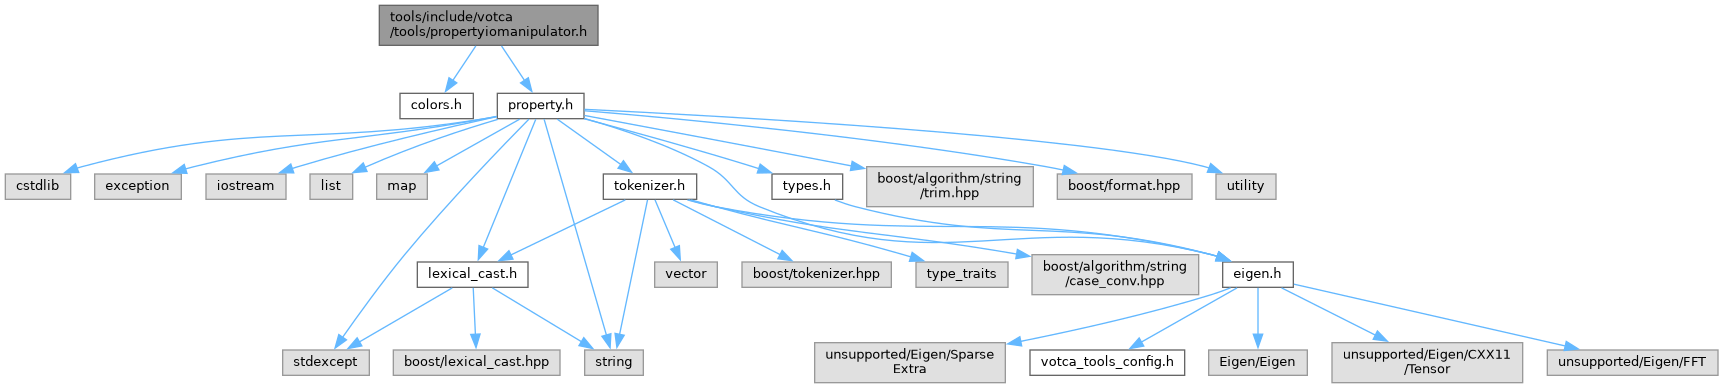 tools/include/votca
/tools/propertyiomanipulator.h
colors.h
property.h
cstdlib
exception
iostream
list
map
tokenizer.h
types.h
boost/algorithm/string
/trim.hpp
boost/format.hpp
utility
lexical_cast.h
vector
boost/tokenizer.hpp
type_traits
boost/algorithm/string
/case_conv.hpp
eigen.h
stdexcept
boost/lexical_cast.hpp
string
unsupported/Eigen/Sparse
Extra
votca_tools_config.h
Eigen/Eigen
unsupported/Eigen/CXX11
/Tensor
unsupported/Eigen/FFT